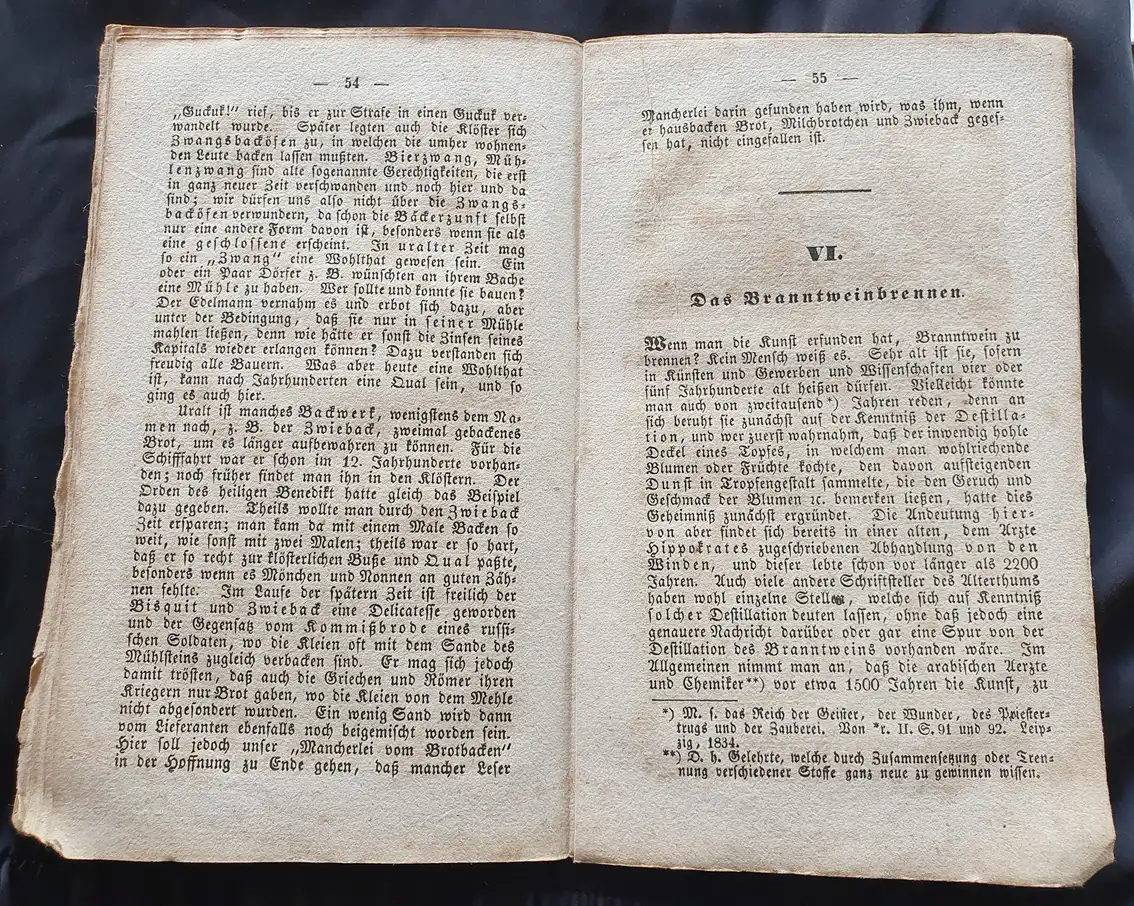 — 54 —
„Guckuk!" rief, bis er zur Strafe in einen Guckuk ver-
wandelt wurde. Später legten auch die Klöster sich
Zwangsbacköfen zu, in welchen die umher wohnen-
den Leute backen lassen mußten. Bierzwang, Müh-
lenzwang sind alte sogenannte Gerechtigkeiten, die erst
in ganz neuer Zeit verschwanden und noch hier und da
sind; wir dürfen uns also nicht über die Zwangs-
backöfen verwundern, da schon die Bäckerzunft selbst
nur eine andere Form davon ist, besonders wenn sie als
eine geschlossene erscheint. In uralter Zeit mag
so ein „Zwang" eine Wohlthat gewesen sein. Ein
oder ein Paar Dörfer z. B. wünschten an ihrem Bache
eine Mühle zu haben. Wer sollte und konnte sie bauen?
Der Edelmann vernahm es und erbot sich dazu, aber
unter der Bedingung, daß sie nur in seiner Mühle
mahlen ließen, denn wie hätte er sonst die Zinsen seines
Kapitals wieder erlangen können? Dazu verstanden sich
freudig alle Bauern. Was aber heute eine Wohlthat
ist, kann nach Jahrhunderten eine Qual sein, und so
ging es auch hier.
Uralt ist manches Backwerk, wenigstens dem Na-
men nach, z. B. der Zwieback, zweimal gebackenes
Brot, um es länger aufbewahren zu können. Für die
Schifffahrt war er schon im 12. Jahrhunderte vorhan-
den; noch früher findet man ihn in den Klöstern. Der
Orden des heiligen Benedikt hatte gleich das Beispiel
dazu gegeben. Theils wollte man durch den Zwieback
Zeit ersparen; man kam da mit einem Male Backen so
weit, wie sonst mit zwei Malen; theils war er so hart,
daß er so recht zur klösterlichen Buße und Qual paßte,
besonders wenn es Mönchen und Nonnen an guten Zäh-
nen fehlte. Im Laufe der spätern Zeit ist freilich der
Bisquit und Zwieback eine Delicatesse geworden
und der Gegensatz vom Kommißbrode eines russi-
schen Soldaten, wo die Kleien oft mit dem Sande des
Mühlsteins zugleich verbacken sind. Er mag sich jedoch
damit trösten, daß auch die Griechen und Römer ihren
Kriegern nur Brot gaben, wo die Kleien von dem Mehle
nicht abgesondert wurden. Ein wenig Sand wird dann
vom Lieferanten ebenfalls noch beigemischt worden sein.
Hier soll jedoch unser „Mancherlei vom Brotbacken"
in der Hoffnung zu Ende gehen, daß mancher Leser
— 55 —
Mancherlei darin gefunden haben wird, was ihm, wenn
er hausbacken Brot, Milchbrotchen und Zwieback geges-
sen hat, nicht eingefallen ist.
VI.
Das Branntweinbrennen.
Wenn man die Kunst erfunden hat, Branntwein zu
brennen? Kein Mensch weiß es. Sehr alt ist sie, sofern
in Künsten und Gewerben und Wissenschaften vier oder
fünf Jahrhunderte alt heißen dürfen. Vielleicht könnte
man auch von zweitausend*) Jahren reden, denn an
sich beruht sie zunächst auf der Kenntniß der Destilla-
tion, und wer zuerst wahrnahm, daß der inwendig hohle
Deckel eines Topfes, in welchem man wohlriechende
Blumen oder Früchte kochte, den davon aufsteigenden
Dunst in Tropfengestalt sammelte, die den Geruch und
Geschmack der Blumen ꝛc. bemerken ließen, hatte dies
Geheimniß zunächst ergründet. Die Andeutung hier-
von aber findet sich bereits in einer alten, dem Arzte
Hippokrates zugeschriebenen Abhandlung von den
Winden, und dieser lebte schon vor länger als 2200
Jahren. Auch viele andere Schriftsteller des Alterthums
haben wohl einzelne Stellen, welche sich auf Kenntniß
solcher Destillation deuten lassen, ohne daß jedoch eine
genauere Nachricht darüber oder gar eine Spur von der
Destillation des Branntweins vorhanden wäre. Im
Allgemeinen nimmt man an, daß die arabischen Aerzte
und Chemiker**) vor etwa 1500 Jahren die Kunst, zu
*) M. s. das Reich der Geister, der Wunder, des Priester-
trugs und der Zauberei. Von *r. II. S. 91 und 92. Leip-
zig, 1834.
**) D. h. Gelehrte, welche durch Zusammensetzung oder Tren-
nung verschiedener Stoffe ganz neue zu gewinnen wissen.